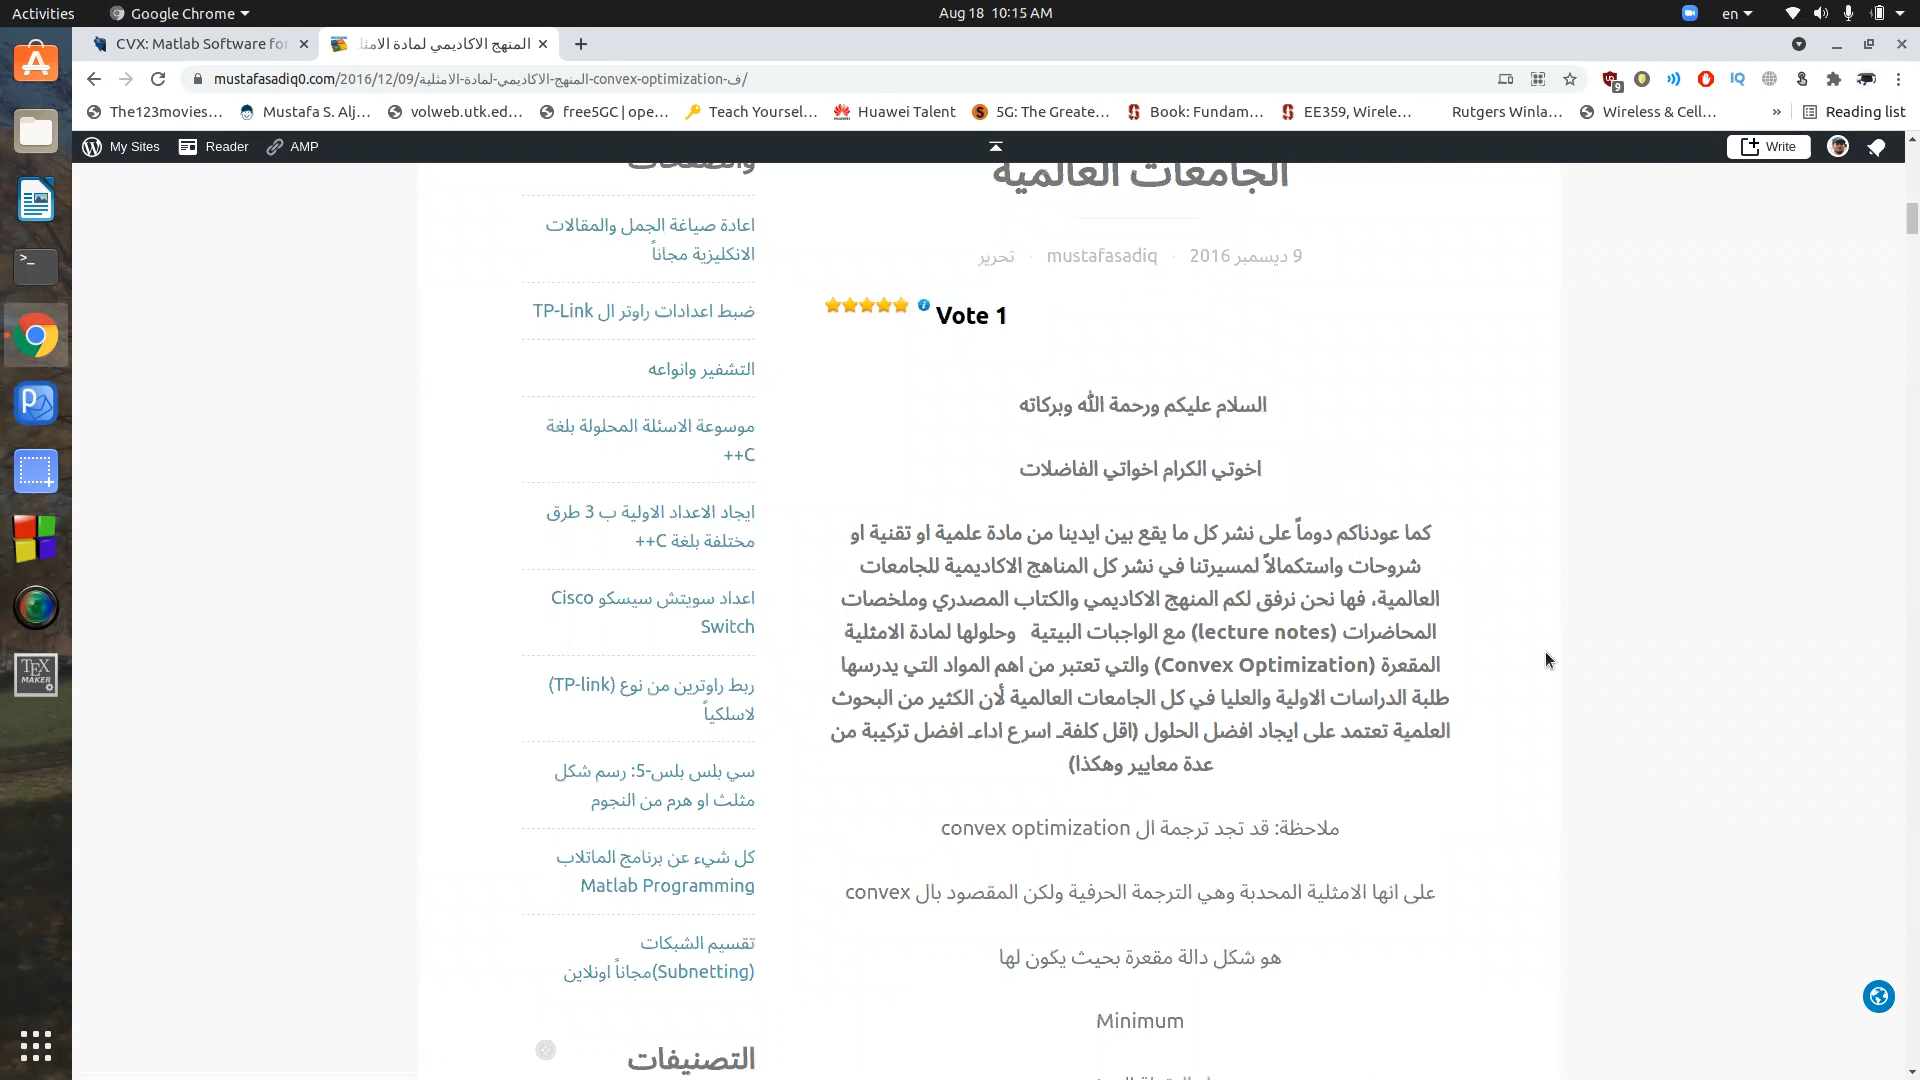 Activities
Google Chrome
Aug 18 10:15 AM
en
CVX: Matlab Software for
المنهج الاكاديمي لمادة الامثلـ
mustafasadiq0.com/2016/12/09/المنهج-الاكاديمي-لمادة-الامثلية-convex-optimization-ف/
The123movies...
Mustafa S. Alj...
volweb.utk.ed...
free5GC | ope...
Teach Yoursel...
Huawei Talent
5G: The Greate...
Book: Fundam...
EE359, Wirele...
Rutgers Winla...
Wireless & Cell...
»
Reading list
9
IQ
My Sites
Reader
AMP
Write
والصفحات
اعادة صياغة الجمل والمقالات
الانكليزية مجاناً
ضبط اعدادات راوتر ال TP-Link
التشفير وانواعه
موسوعة الاسئلة المحلولة بلغة
C++
ايجاد الاعداد الاولية ب 3 طرق
مختلفة بلغة C++
اعداد سويتش سيسكو Cisco
Switch
ربط راوترين من نوع (TP-link)
لاسلكياً
سي بلس بلس-5: رسم شكل
مثلث او هرم من النجوم
كل شيء عن برنامج الماتلاب
Matlab Programming
تقسيم الشبكات
(Subnetting)مجاناً اونلاين
التصنيفات
الجامعات العالمية
9 ديسمبر 2016 · mustafasadiq · تحرير
Vote 1
السلام عليكم ورحمة الله وبركاته
اخوتي الكرام اخواتي الفاضلات
كما عودناكم دوماً على نشر كل ما يقع بين ايدينا من مادة علمية او تقنية او
شروحات واستكمالاً لمسيرتنا في نشر كل المناهج الاكاديمية للجامعات
العالمية، فها نحن نرفق لكم المنهج الاكاديمي والكتاب المصدري وملخصات
المحاضرات (lecture notes) مع الواجبات البيتية وحلولها لمادة الامثلية
المقعرة (Convex Optimization) والتي تعتبر من اهم المواد التي يدرسها
طلبة الدراسات الاولية والعليا في كل الجامعات العالمية لأن الكثير من البحوث
العلمية تعتمد على ايجاد افضل الحلول (اقل كلفةـ اسرع اداءـ افضل تركيبة من
عدة معايير وهكذا)
ملاحظة: قد تجد ترجمة ال convex optimization
على انها الامثلية المحدبة وهي الترجمة الحرفية ولكن المقصود بال convex
هو شكل دالة مقعرة بحيث يكون لها
Minimum
>_
TEX
MAKER